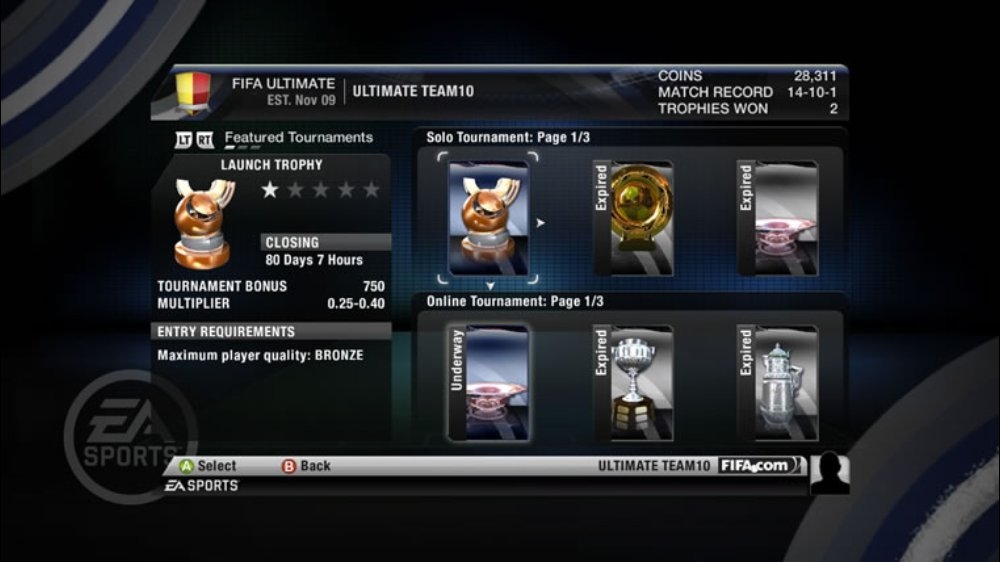 FIFA ULTIMATE
EST. Nov 09
ULTIMATE TEAM10
COINS 28,311
MATCH RECORD 14-10-1
TROPHIES WON 2
LT RT Featured Tournaments
LAUNCH TROPHY
CLOSING
80 Days 7 Hours
TOURNAMENT BONUS 750
MULTIPLIER 0.25-0.40
ENTRY REQUIREMENTS
Maximum player quality: BRONZE
Solo Tournament: Page 1/3
Expired
Expired
Online Tournament: Page 1/3
Underway
Expired
Expired
EA
SPORTS
A Select
B Back
ULTIMATE TEAM10 FIFA.com
EA SPORTS